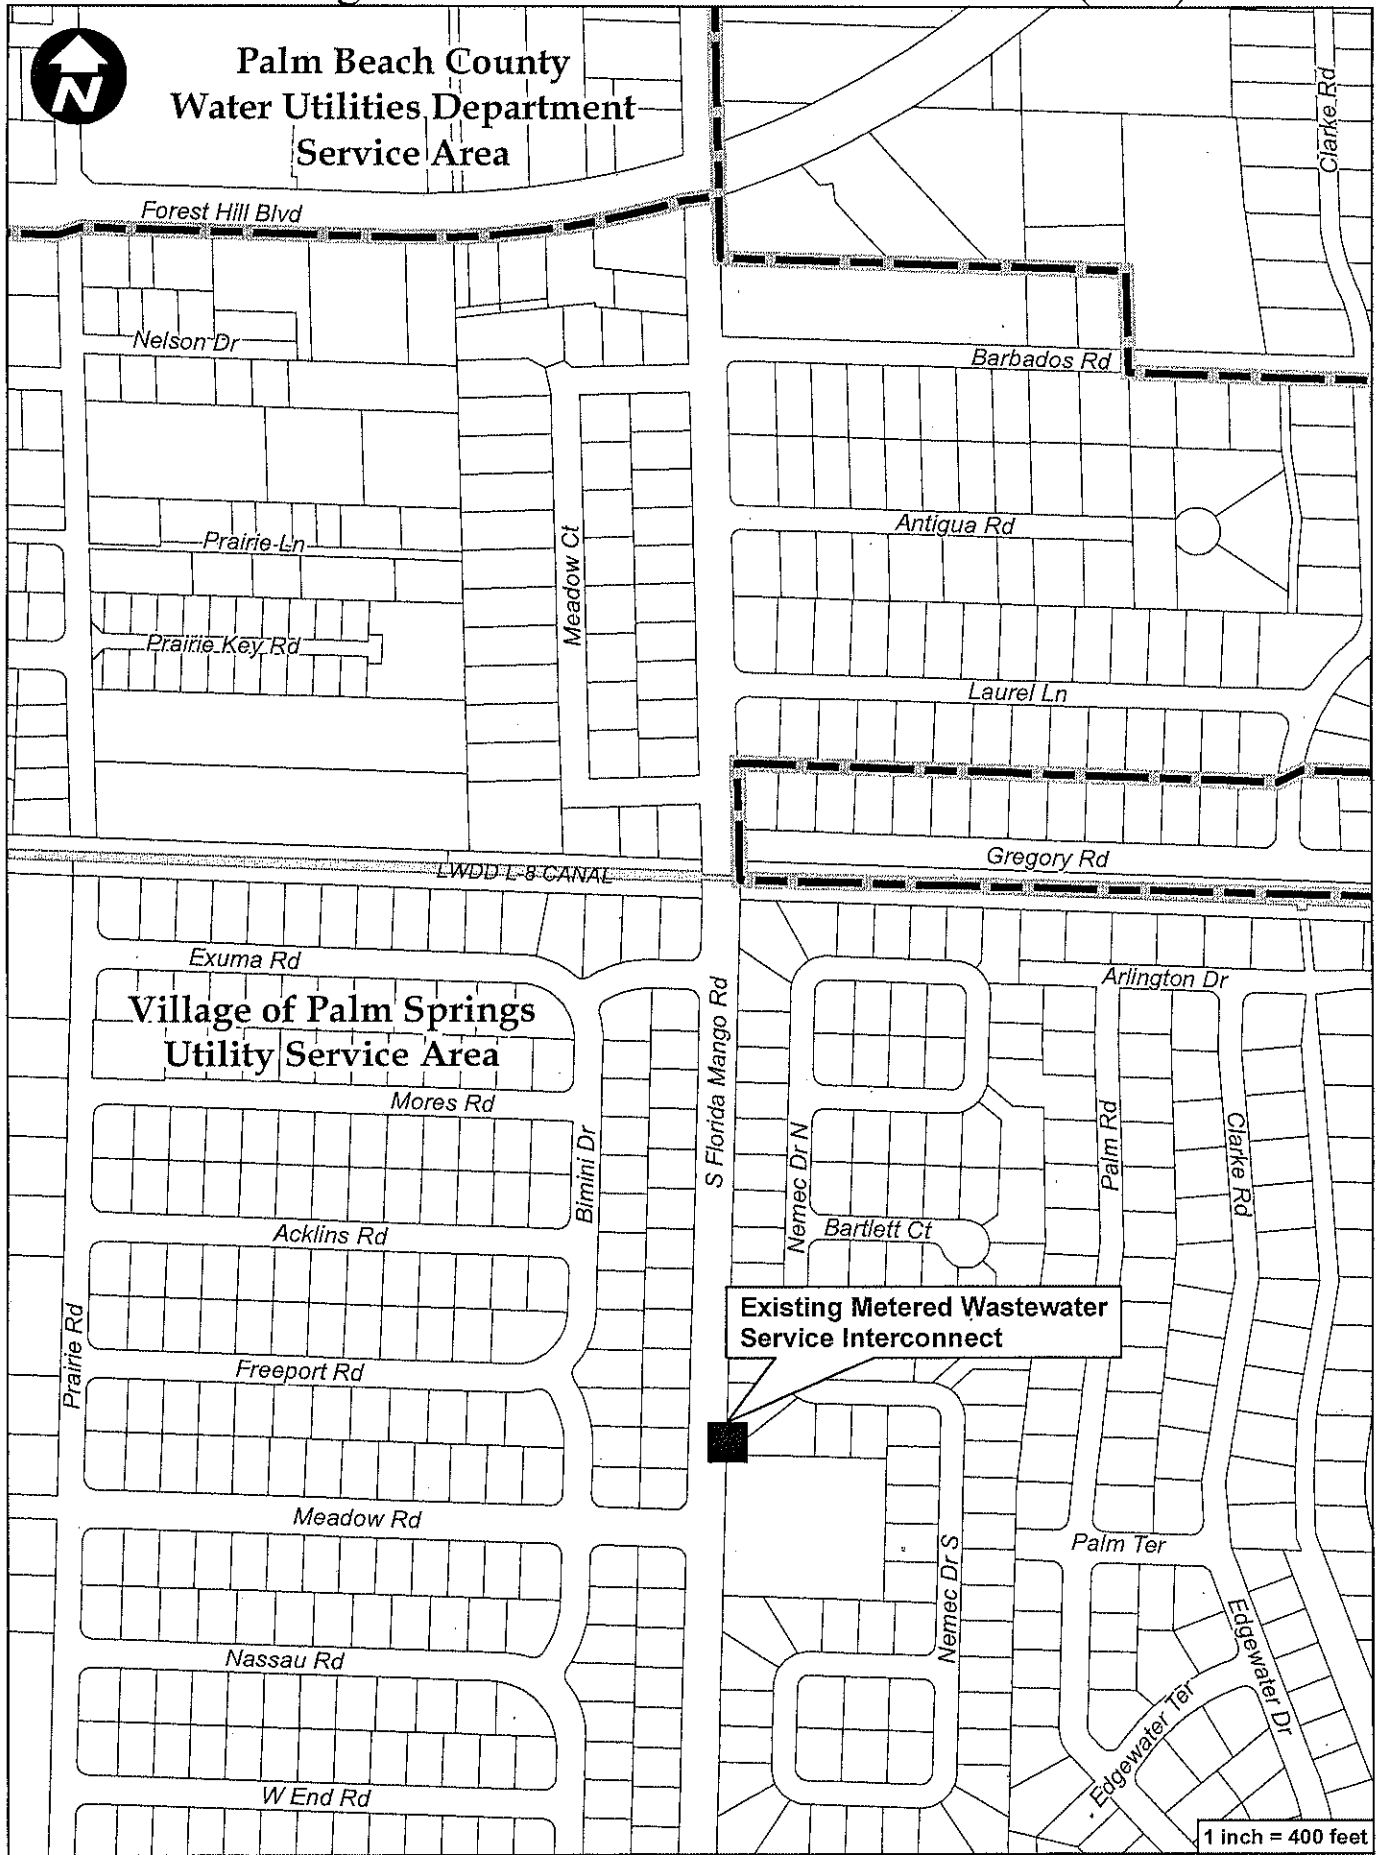 N
Palm Beach County
Water Utilities Department
Service Area
Clarke Rd
Forest Hill Blvd
Nelson Dr
Barbados Rd
Antigua Rd
Prairie Ln
Meadow Ct
Prairie Key Rd
Laurel Ln
Gregory Rd
LWDD L-8 CANAL
Exuma Rd
Arlington Dr
Village of Palm Springs
Utility Service Area
S Florida Mango Rd
Mores Rd
Bimini Dr
Nemec Dr N
Palm Rd
Clarke Rd
Acklins Rd
Bartlett Ct
Existing Metered Wastewater
Service Interconnect
Prairie Rd
Freeport Rd
Meadow Rd
Palm Ter
Nemec Dr S
Nassau Rd
Edgewater Dr
Edgewater Ter
W End Rd
1 inch = 400 feet